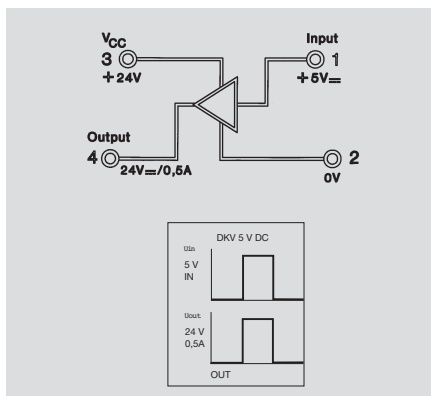 VCC
3
+24V
Input
1
+5V⎓
Output
4
24V⎓/0,5A
2
0V
DKV 5 V DC
Uin
5 V
IN
Uout
24 V
0,5A
OUT